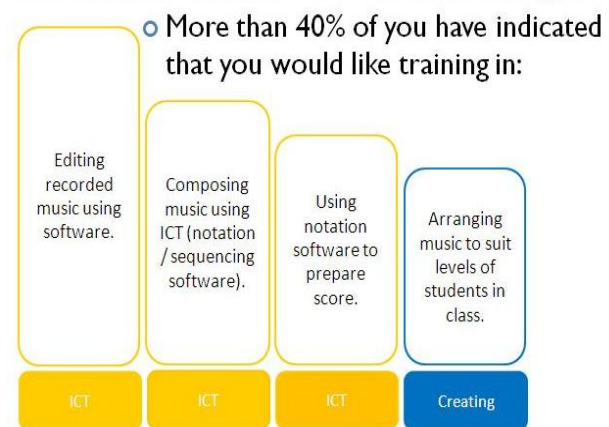 More than 40% of you have indicated
that you would like training in:
Editing
recorded
music using
software.
Composing
music using
ICT (notation
/ sequencing
software).
Using
notation
software to
prepare
score.
Arranging
music to suit
levels of
students in
class.
ICT
ICT
ICT
Creating